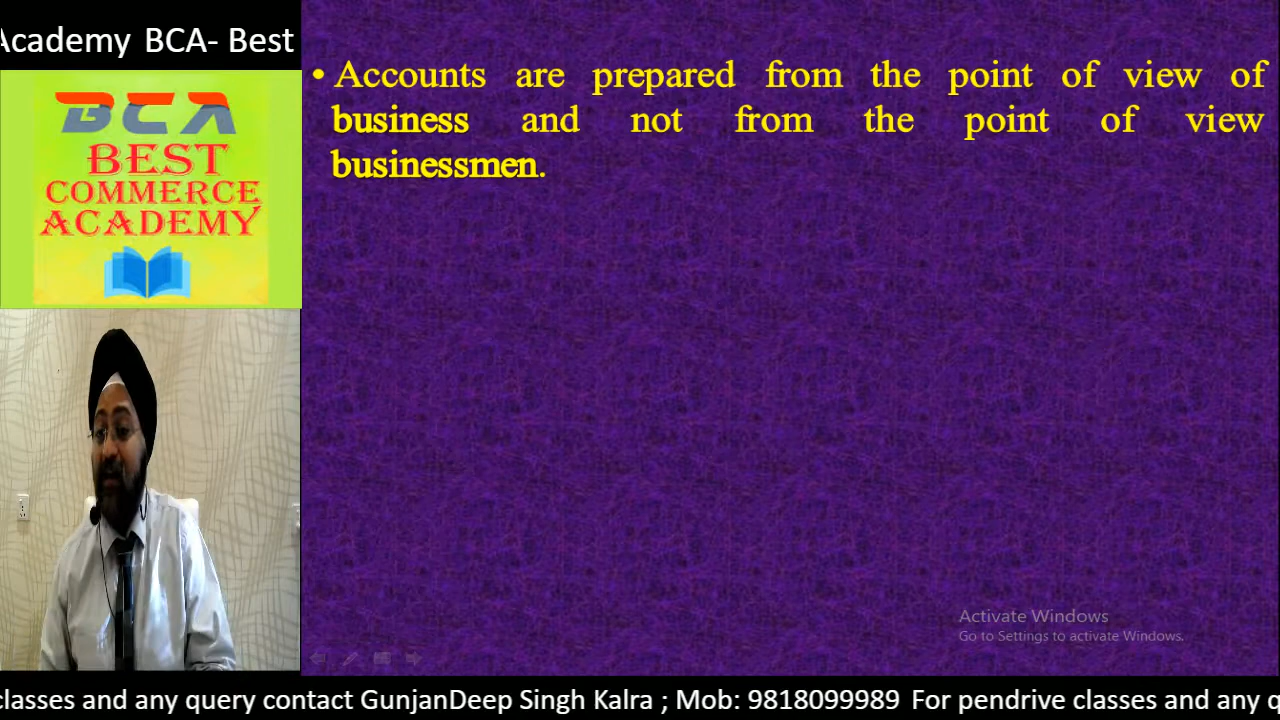 Academy BCA- Best
BCA
BEST
COMMERCE
ACADEMY
• Accounts are prepared from the point of view of
business and not from the point of view
businessmen.
Activate Windows
Go to Settings to activate Windows.
classes and any query contact GunjanDeep Singh Kalra ; Mob: 9818099989 For pendrive classes and any q